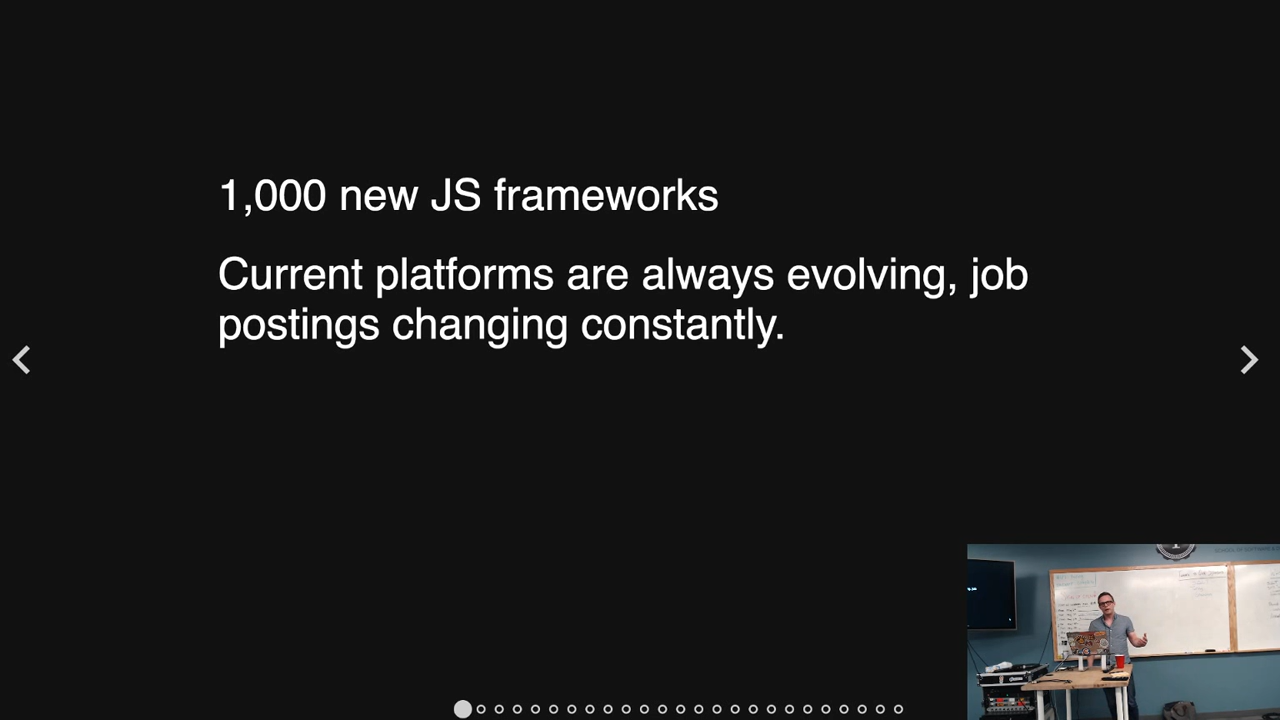 1,000 new JS frameworks
Current platforms are always evolving, job
postings changing constantly.